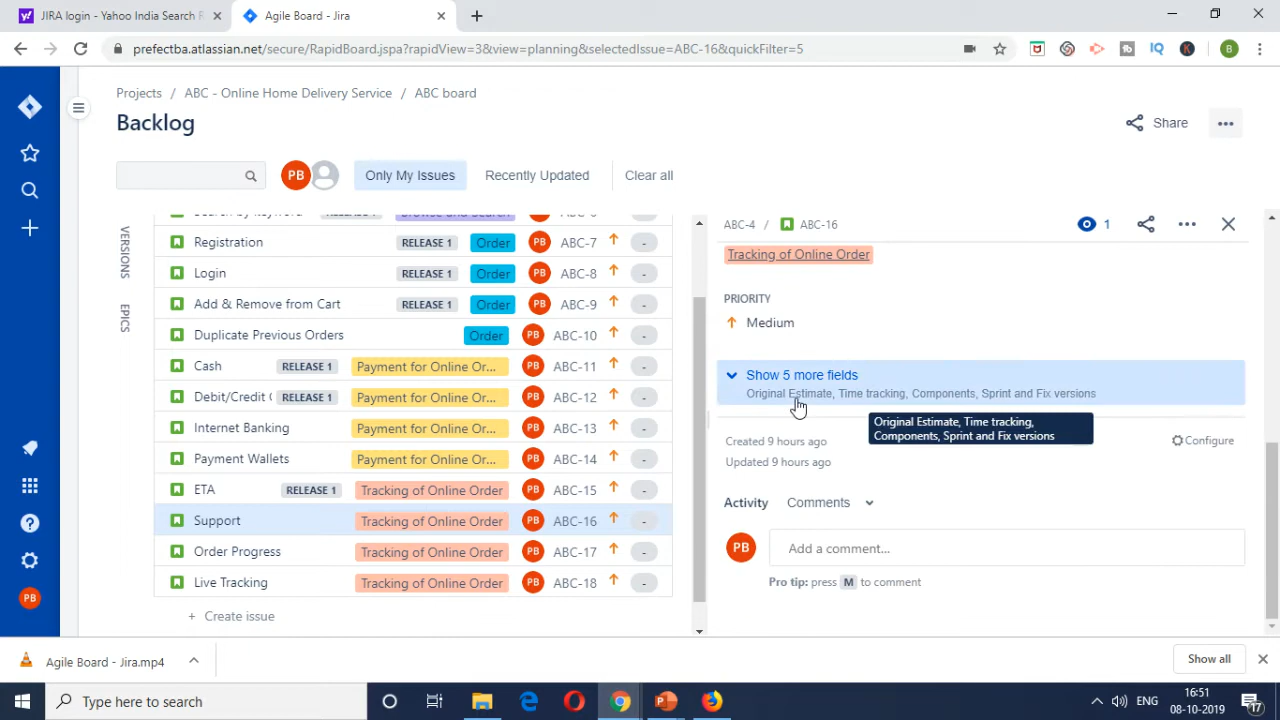 JIRA login - Yahoo India Search R
Agile Board - Jira
prefectba.atlassian.net/secure/RapidBoard.jspa?rapidView=3&view=planning&selectedIssue=ABC-16&quickFilter=5
B
Projects / ABC - Online Home Delivery Service / ABC board
Backlog
Share
PB
Only My Issues
Recently Updated
Clear all
VERSIONS
EPICS
Registration RELEASE 1 Order PB ABC-7 -
Login RELEASE 1 Order PB ABC-8 -
Add & Remove from Cart RELEASE 1 Order PB ABC-9 -
Duplicate Previous Orders Order PB ABC-10 -
Cash RELEASE 1 Payment for Online Or... PB ABC-11 -
Debit/Credit RELEASE 1 Payment for Online Or... PB ABC-12 -
Internet Banking Payment for Online Or... PB ABC-13 -
Payment Wallets Payment for Online Or... PB ABC-14 -
ETA RELEASE 1 Tracking of Online Order PB ABC-15 -
Support Tracking of Online Order PB ABC-16 -
Order Progress Tracking of Online Order PB ABC-17 -
Live Tracking Tracking of Online Order PB ABC-18 -
+ Create issue
ABC-4 / ABC-16
1
Tracking of Online Order
PRIORITY
Medium
Show 5 more fields
Original Estimate, Time tracking, Components, Sprint and Fix versions
Original Estimate, Time tracking,
Components, Sprint and Fix versions
Created 9 hours ago
Configure
Updated 9 hours ago
Activity Comments
PB
Add a comment...
Pro tip: press M to comment
PB
Agile Board - Jira.mp4
Show all
Type here to search
ENG
16:51
08-10-2019
17